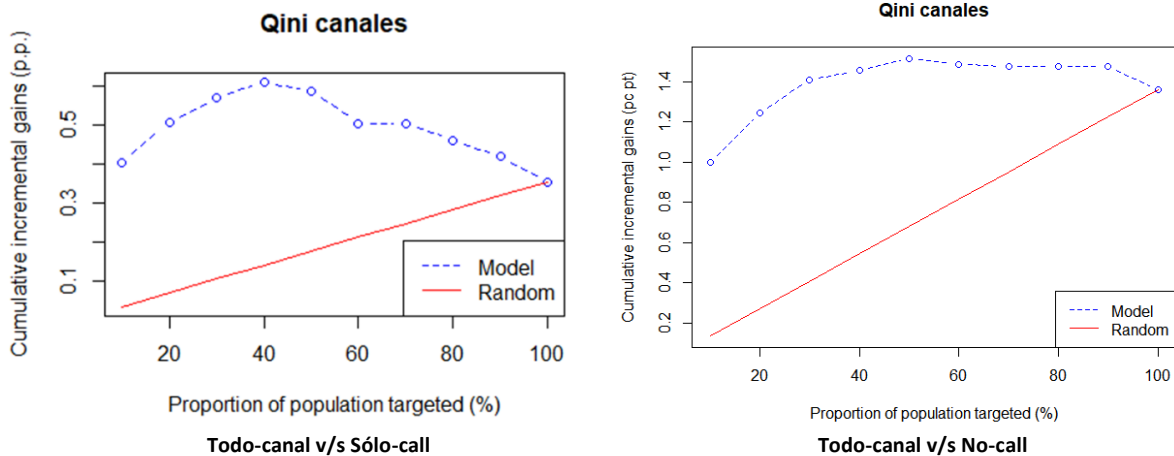 Qini canales
Cumulative incremental gains (p.p.)
0.5
0.3
0.1
Model
Random
20 40 60 80 100
Proportion of population targeted (%)
Todo-canal v/s Sólo-call
Qini canales
Cumulative incremental gains (pc pt)
1.4
1.2
1.0
0.8
0.6
0.4
0.2
Model
Random
20 40 60 80 100
Proportion of population targeted (%)
Todo-canal v/s No-call